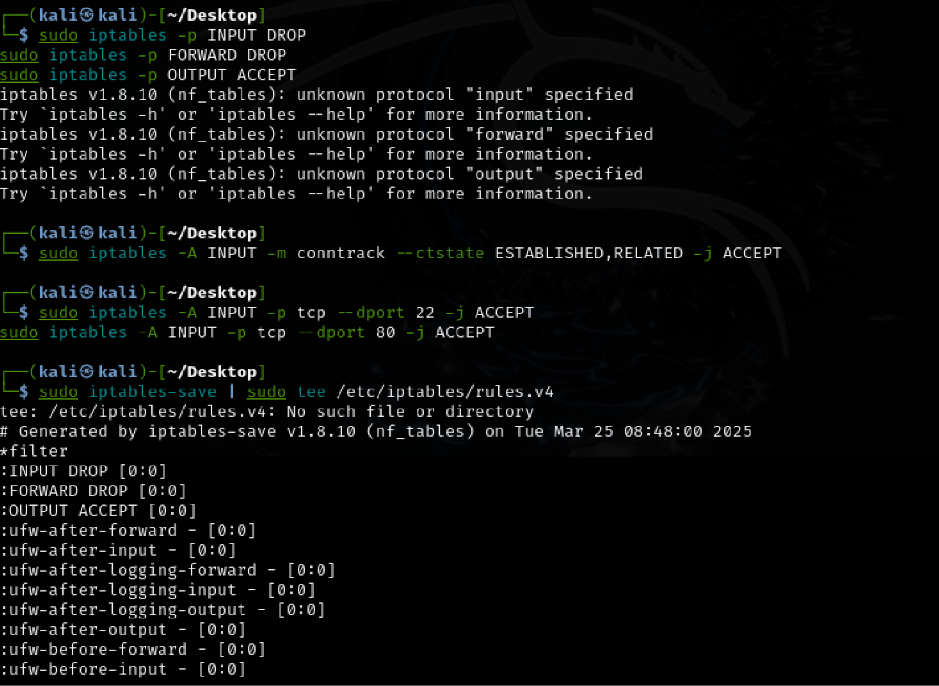 ┌──(kali㉿kali)-[~/Desktop]
└─$ sudo iptables -p INPUT DROP
sudo iptables -p FORWARD DROP
sudo iptables -p OUTPUT ACCEPT
iptables v1.8.10 (nf_tables): unknown protocol "input" specified
Try `iptables -h' or 'iptables --help' for more information.
iptables v1.8.10 (nf_tables): unknown protocol "forward" specified
Try `iptables -h' or 'iptables --help' for more information.
iptables v1.8.10 (nf_tables): unknown protocol "output" specified
Try `iptables -h' or 'iptables --help' for more information.
┌──(kali㉿kali)-[~/Desktop]
└─$ sudo iptables -A INPUT -m conntrack --ctstate ESTABLISHED,RELATED -j ACCEPT
┌──(kali㉿kali)-[~/Desktop]
└─$ sudo iptables -A INPUT -p tcp --dport 22 -j ACCEPT
sudo iptables -A INPUT -p tcp --dport 80 -j ACCEPT
┌──(kali㉿kali)-[~/Desktop]
└─$ sudo iptables-save | sudo tee /etc/iptables/rules.v4
tee: /etc/iptables/rules.v4: No such file or directory
# Generated by iptables-save v1.8.10 (nf_tables) on Tue Mar 25 08:48:00 2025
*filter
:INPUT DROP [0:0]
:FORWARD DROP [0:0]
:OUTPUT ACCEPT [0:0]
:ufw-after-forward - [0:0]
:ufw-after-input - [0:0]
:ufw-after-logging-forward - [0:0]
:ufw-after-logging-input - [0:0]
:ufw-after-logging-output - [0:0]
:ufw-after-output - [0:0]
:ufw-before-forward - [0:0]
:ufw-before-input - [0:0]